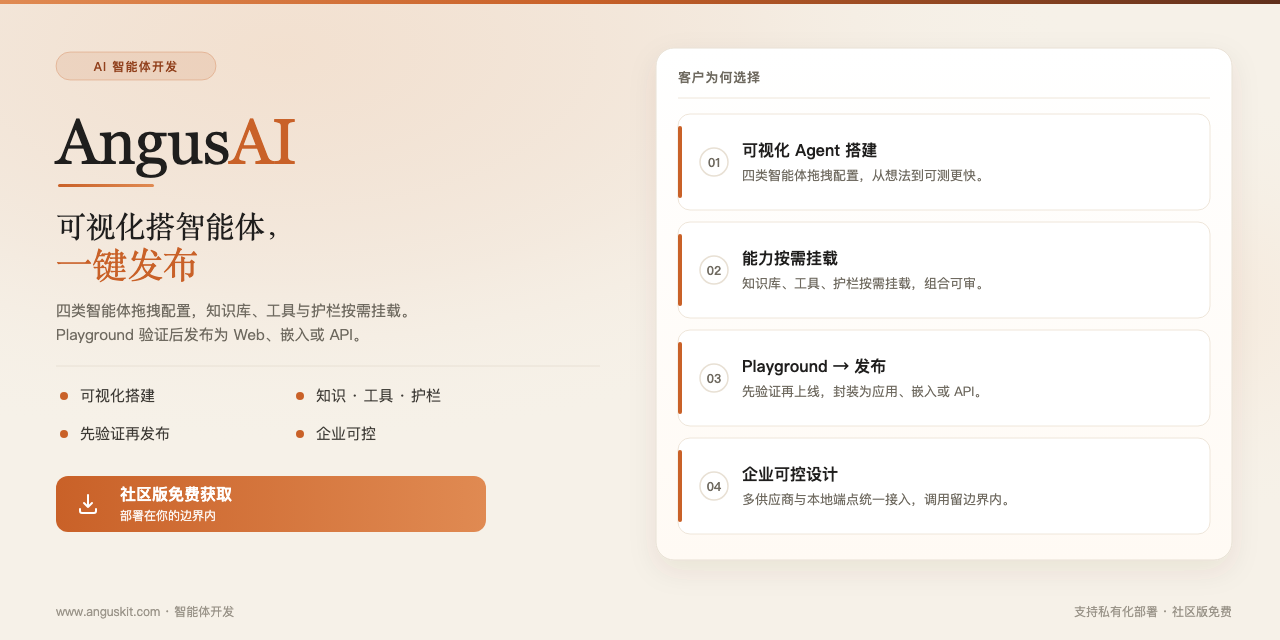 AI 智能体开发
AngusAI
可视化搭智能体，
一键发布
四类智能体拖拽配置，知识库、工具与护栏按需挂载。
Playground 验证后发布为 Web、嵌入或 API。
可视化搭建
知识 · 工具 · 护栏
先验证再发布
企业可控
社区版免费获取
部署在你的边界内
客户为何选择
01
可视化 Agent 搭建
四类智能体拖拽配置，从想法到可测更快。
02
能力按需挂载
知识库、工具、护栏按需挂载，组合可审。
03
Playground → 发布
先验证再上线，封装为应用、嵌入或 API。
04
企业可控设计
多供应商与本地端点统一接入，调用留边界内。
www.anguskit.com · 智能体开发
支持私有化部署 · 社区版免费